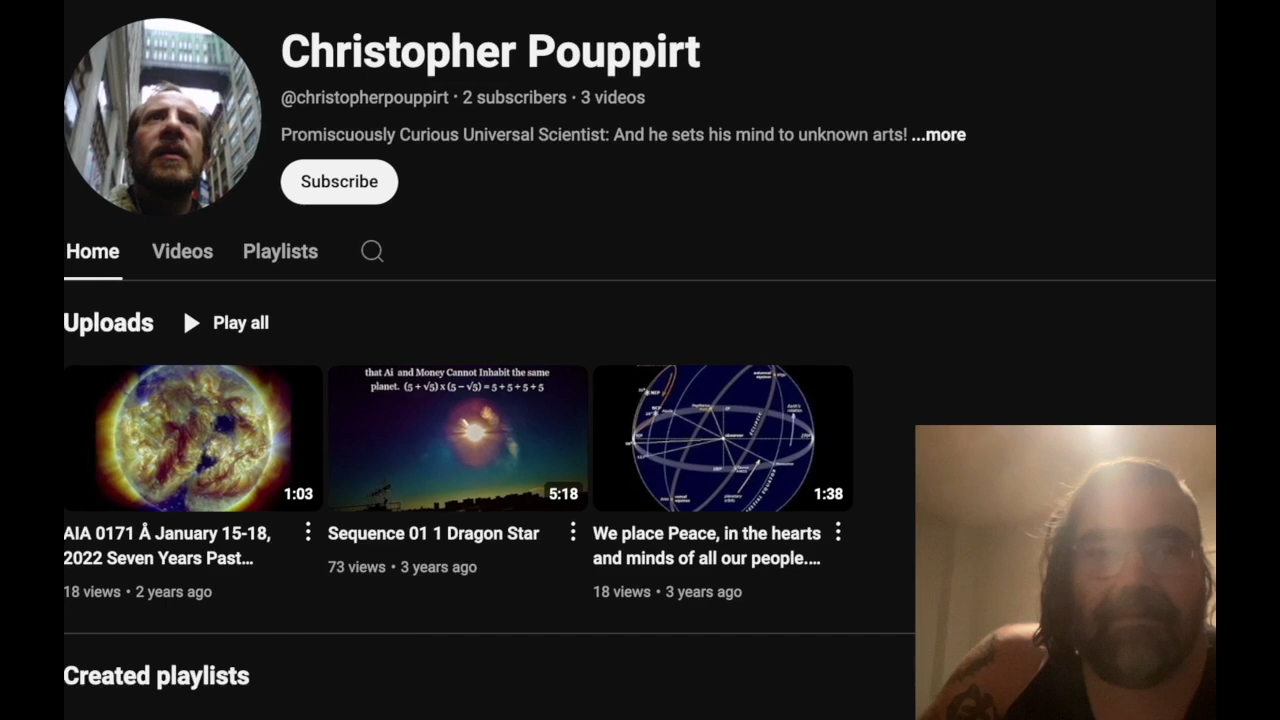 Christopher Pouppirt
@christopherpouppirt · 2 subscribers · 3 videos
Promiscuously Curious Universal Scientist: And he sets his mind to unknown arts! ...more
Subscribe
Home Videos Playlists
Uploads Play all
that Ai and Money Cannot Inhabit the same
planet. (5 + √5) x (5 – √5) = 5 + 5 + 5 + 5
1:03
5:18
1:38
AIA 0171 Å January 15-18,
2022 Seven Years Past...
18 views • 2 years ago
Sequence 01 1 Dragon Star
73 views • 3 years ago
We place Peace, in the hearts
and minds of all our people....
18 views • 3 years ago
Created playlists